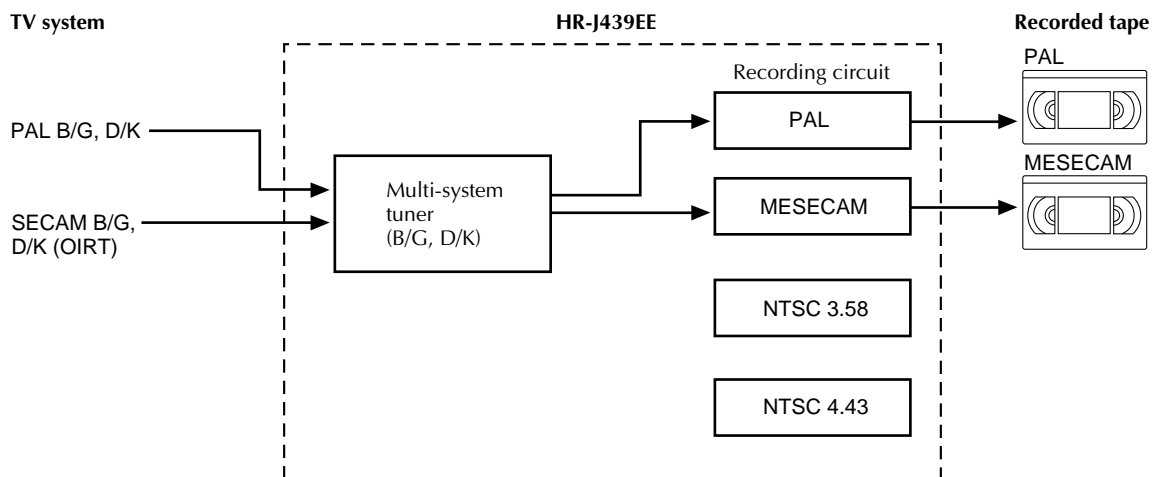 TV system
HR-J439EE
Recorded tape
PAL
Recording circuit
PAL B/G, D/K
PAL
MESECAM
Multi-system
tuner
(B/G, D/K)
MESECAM
SECAM B/G,
D/K (OIRT)
NTSC 3.58
NTSC 4.43